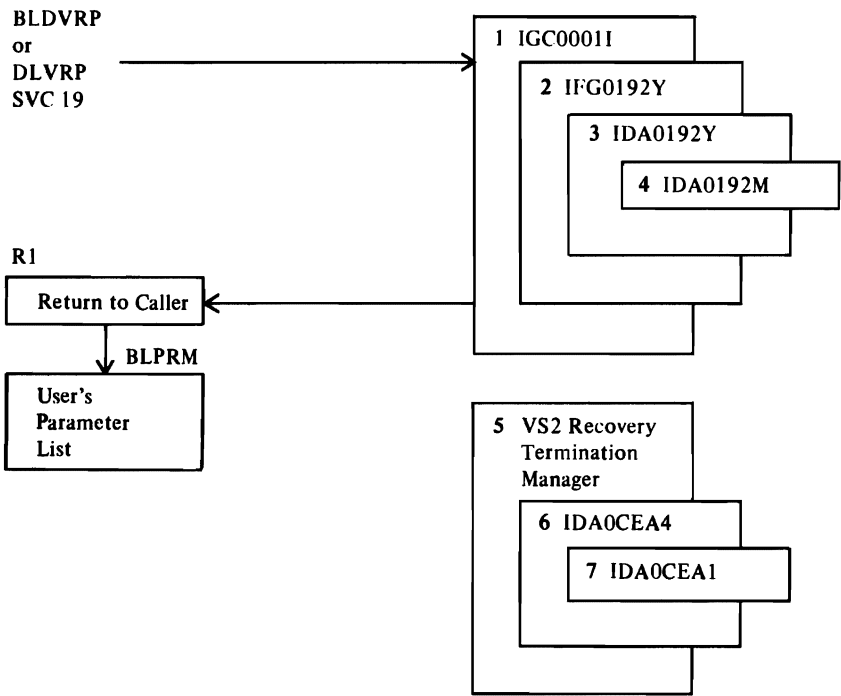 BLDVRP
or
DLVRP
SVC 19
1 IGC0001I
2 IFG0192Y
3 IDA0192Y
4 IDA0192M
R1
Return to Caller
BLPRM
User's
Parameter
List
5 VS2 Recovery
Termination
Manager
6 IDA0CEA4
7 IDA0CEA1